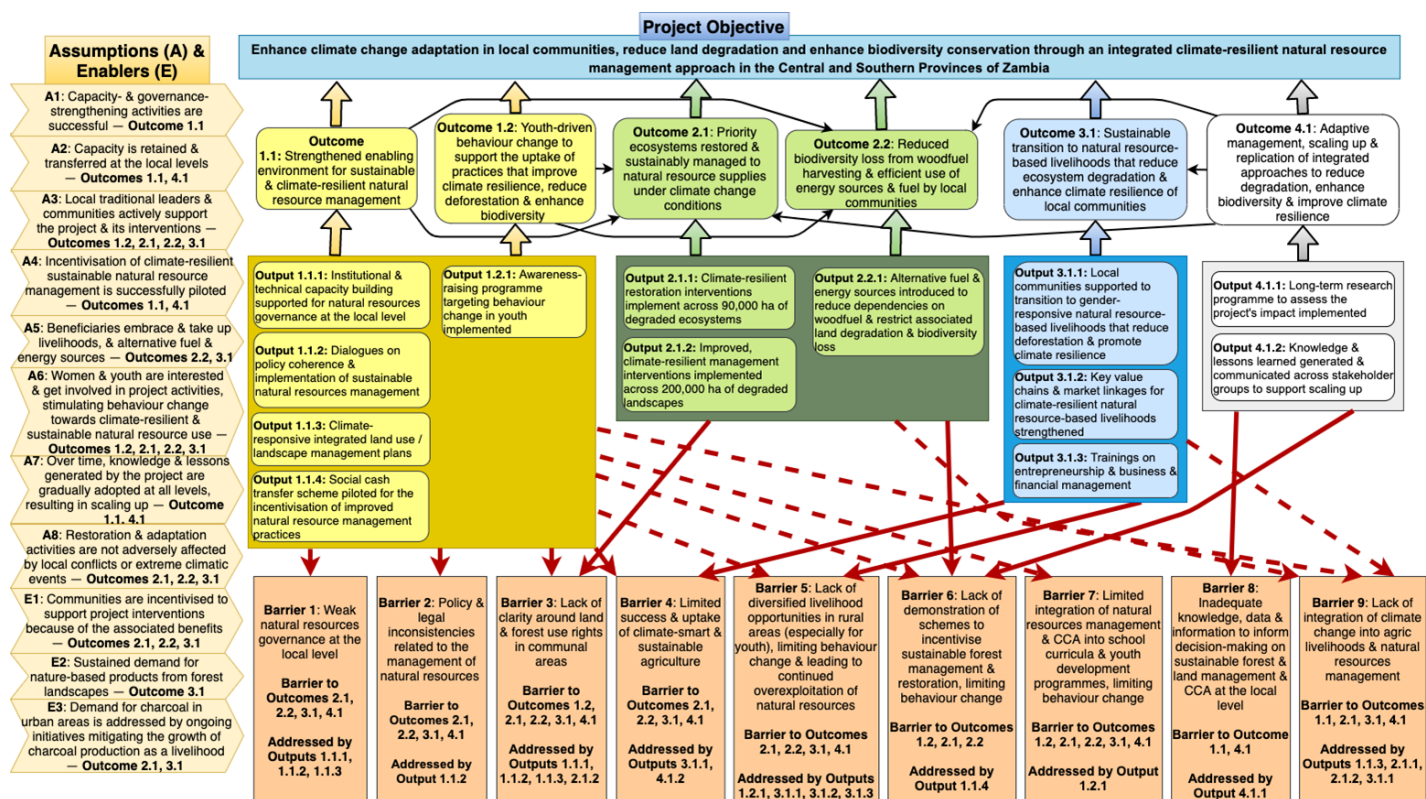 Project Objective
Enhance climate change adaptation in local communities, reduce land degradation and enhance biodiversity conservation through an integrated climate-resilient natural resource
management approach in the Central and Southern Provinces of Zambia
Assumptions (A) &
Enablers (E)
A1: Capacity- & governance-
strengthening activities are
successful — Outcome 1.1
A2: Capacity is retained &
transferred at the local levels
— Outcomes 1.1, 4.1
A3: Local traditional leaders &
communities actively support
the project & its interventions —
Outcomes 1.2, 2.1, 2.2, 3.1
A4: Incentivisation of climate-resilient
sustainable natural resource
management is successfully piloted
— Outcomes 1.1, 4.1
A5: Beneficiaries embrace & take up
livelihoods, & alternative fuel &
energy sources — Outcomes 2.2, 3.1
A6: Women & youth are interested
& get involved in project activities,
stimulating behaviour change
towards climate-resilient &
sustainable natural resource use —
Outcomes 1.2, 2.1, 2.2, 3.1
A7: Over time, knowledge & lessons
generated by the project are
gradually adopted at all levels,
resulting in scaling up — Outcome
1.1, 4.1
A8: Restoration & adaptation
activities are not adversely affected
by local conflicts or extreme climatic
events — Outcomes 2.1, 2.2, 3.1
E1: Communities are incentivised to
support project interventions
because of the associated benefits
— Outcomes 2.1, 2.2, 3.1
E2: Sustained demand for
nature-based products from forest
landscapes — Outcome 3.1
E3: Demand for charcoal in
urban areas is addressed by ongoing
initiatives mitigating the growth of
charcoal production as a livelihood
— Outcome 2.1, 3.1
Outcome
1.1: Strengthened enabling
environment for sustainable
& climate-resilient natural
resource management
Outcome 1.2: Youth-driven
behaviour change to
support the uptake of
practices that improve
climate resilience, reduce
deforestation & enhance
biodiversity
Outcome 2.1: Priority
ecosystems restored &
sustainably managed to
natural resource supplies
under climate change
conditions
Outcome 2.2: Reduced
biodiversity loss from woodfuel
harvesting & efficient use of
energy sources & fuel by local
communities
Outcome 3.1: Sustainable
transition to natural resource-
based livelihoods that reduce
ecosystem degradation &
enhance climate resilience of
local communities
Outcome 4.1: Adaptive
management, scaling up &
replication of integrated
approaches to reduce
degradation, enhance
biodiversity & improve climate
resilience
Output 1.1.1: Institutional &
technical capacity building
supported for natural resources
governance at the local level
Output 1.1.2: Dialogues on
policy coherence &
implementation of sustainable
natural resources management
Output 1.1.3: Climate-
responsive integrated land use /
landscape management plans
Output 1.1.4: Social cash
transfer scheme piloted for the
incentivisation of improved
natural resource management
practices
Output 1.2.1: Awareness-
raising programme
targeting behaviour
change in youth
implemented
Output 2.1.1: Climate-resilient
restoration interventions
implement across 90,000 ha of
degraded ecosystems
Output 2.1.2: Improved,
climate-resilient management
interventions implemented
across 200,000 ha of degraded
landscapes
Output 2.2.1: Alternative fuel &
energy sources introduced to
reduce dependencies on
woodfuel & restrict associated
land degradation & biodiversity
loss
Output 3.1.1: Local
communities supported to
transition to gender-
responsive natural resource-
based livelihoods that reduce
deforestation & promote
climate resilience
Output 3.1.2: Key value
chains & market linkages for
climate-resilient natural
resource-based livelihoods
strengthened
Output 3.1.3: Trainings on
entrepreneurship & business &
financial management
Output 4.1.1: Long-term research
programme to assess the
project's impact implemented
Output 4.1.2: Knowledge &
lessons learned generated &
communicated across stakeholder
groups to support scaling up
Barrier 1: Weak
natural resources
governance at the
local level
Barrier to
Outcomes 2.1,
2.2, 3.1, 4.1
Addressed by
Outputs 1.1.1,
1.1.2, 1.1.3
Barrier 2: Policy &
legal
inconsistencies
related to the
management of
natural resources
Barrier to
Outcomes 2.1,
2.2, 3.1, 4.1
Addressed by
Output 1.1.2
Barrier 3: Lack of
clarity around land
& forest use rights
in communal
areas
Barrier to
Outcomes 1.2,
2.1, 2.2, 3.1, 4.1
Addressed by
Outputs 1.1.1,
1.1.2, 1.1.3, 2.1.2
Barrier 4: Limited
success & uptake
of climate-smart &
sustainable
agriculture
Barrier to
Outcomes 2.1,
2.2, 3.1, 4.1
Addressed by
Outputs 3.1.1,
4.1.2
Barrier 5: Lack of
diversified livelihood
opportunities in rural
areas (especially for
youth), limiting behaviour
change & leading to
continued
overexploitation of
natural resources
Barrier to Outcomes
2.1, 2.2, 3.1, 4.1
Addressed by Outputs
1.2.1, 3.1.1, 3.1.2, 3.1.3
Barrier 6: Lack of
demonstration of
schemes to
incentivise
sustainable forest
management &
restoration, limiting
behaviour change
Barrier to Outcomes
1.2, 2.1, 2.2
Addressed by
Output 1.1.4
Barrier 7: Limited
integration of natural
resources management
& CCA into school
curricula & youth
development
programmes, limiting
behaviour change
Barrier to Outcomes
1.2, 2.1, 2.2, 3.1, 4.1
Addressed by Output
1.2.1
Barrier 8:
Inadequate
knowledge, data &
information to inform
decision-making on
sustainable forest &
land management &
CCA at the local
level
Barrier to Outcome
1.1, 4.1
Addressed by
Output 4.1.1
Barrier 9: Lack of
integration of climate
change into agric
livelihoods & natural
resources
management
Barrier to Outcomes
1.1, 2.1, 3.1, 4.1
Addressed by
Outputs 1.1.3, 2.1.1,
2.1.2, 3.1.1